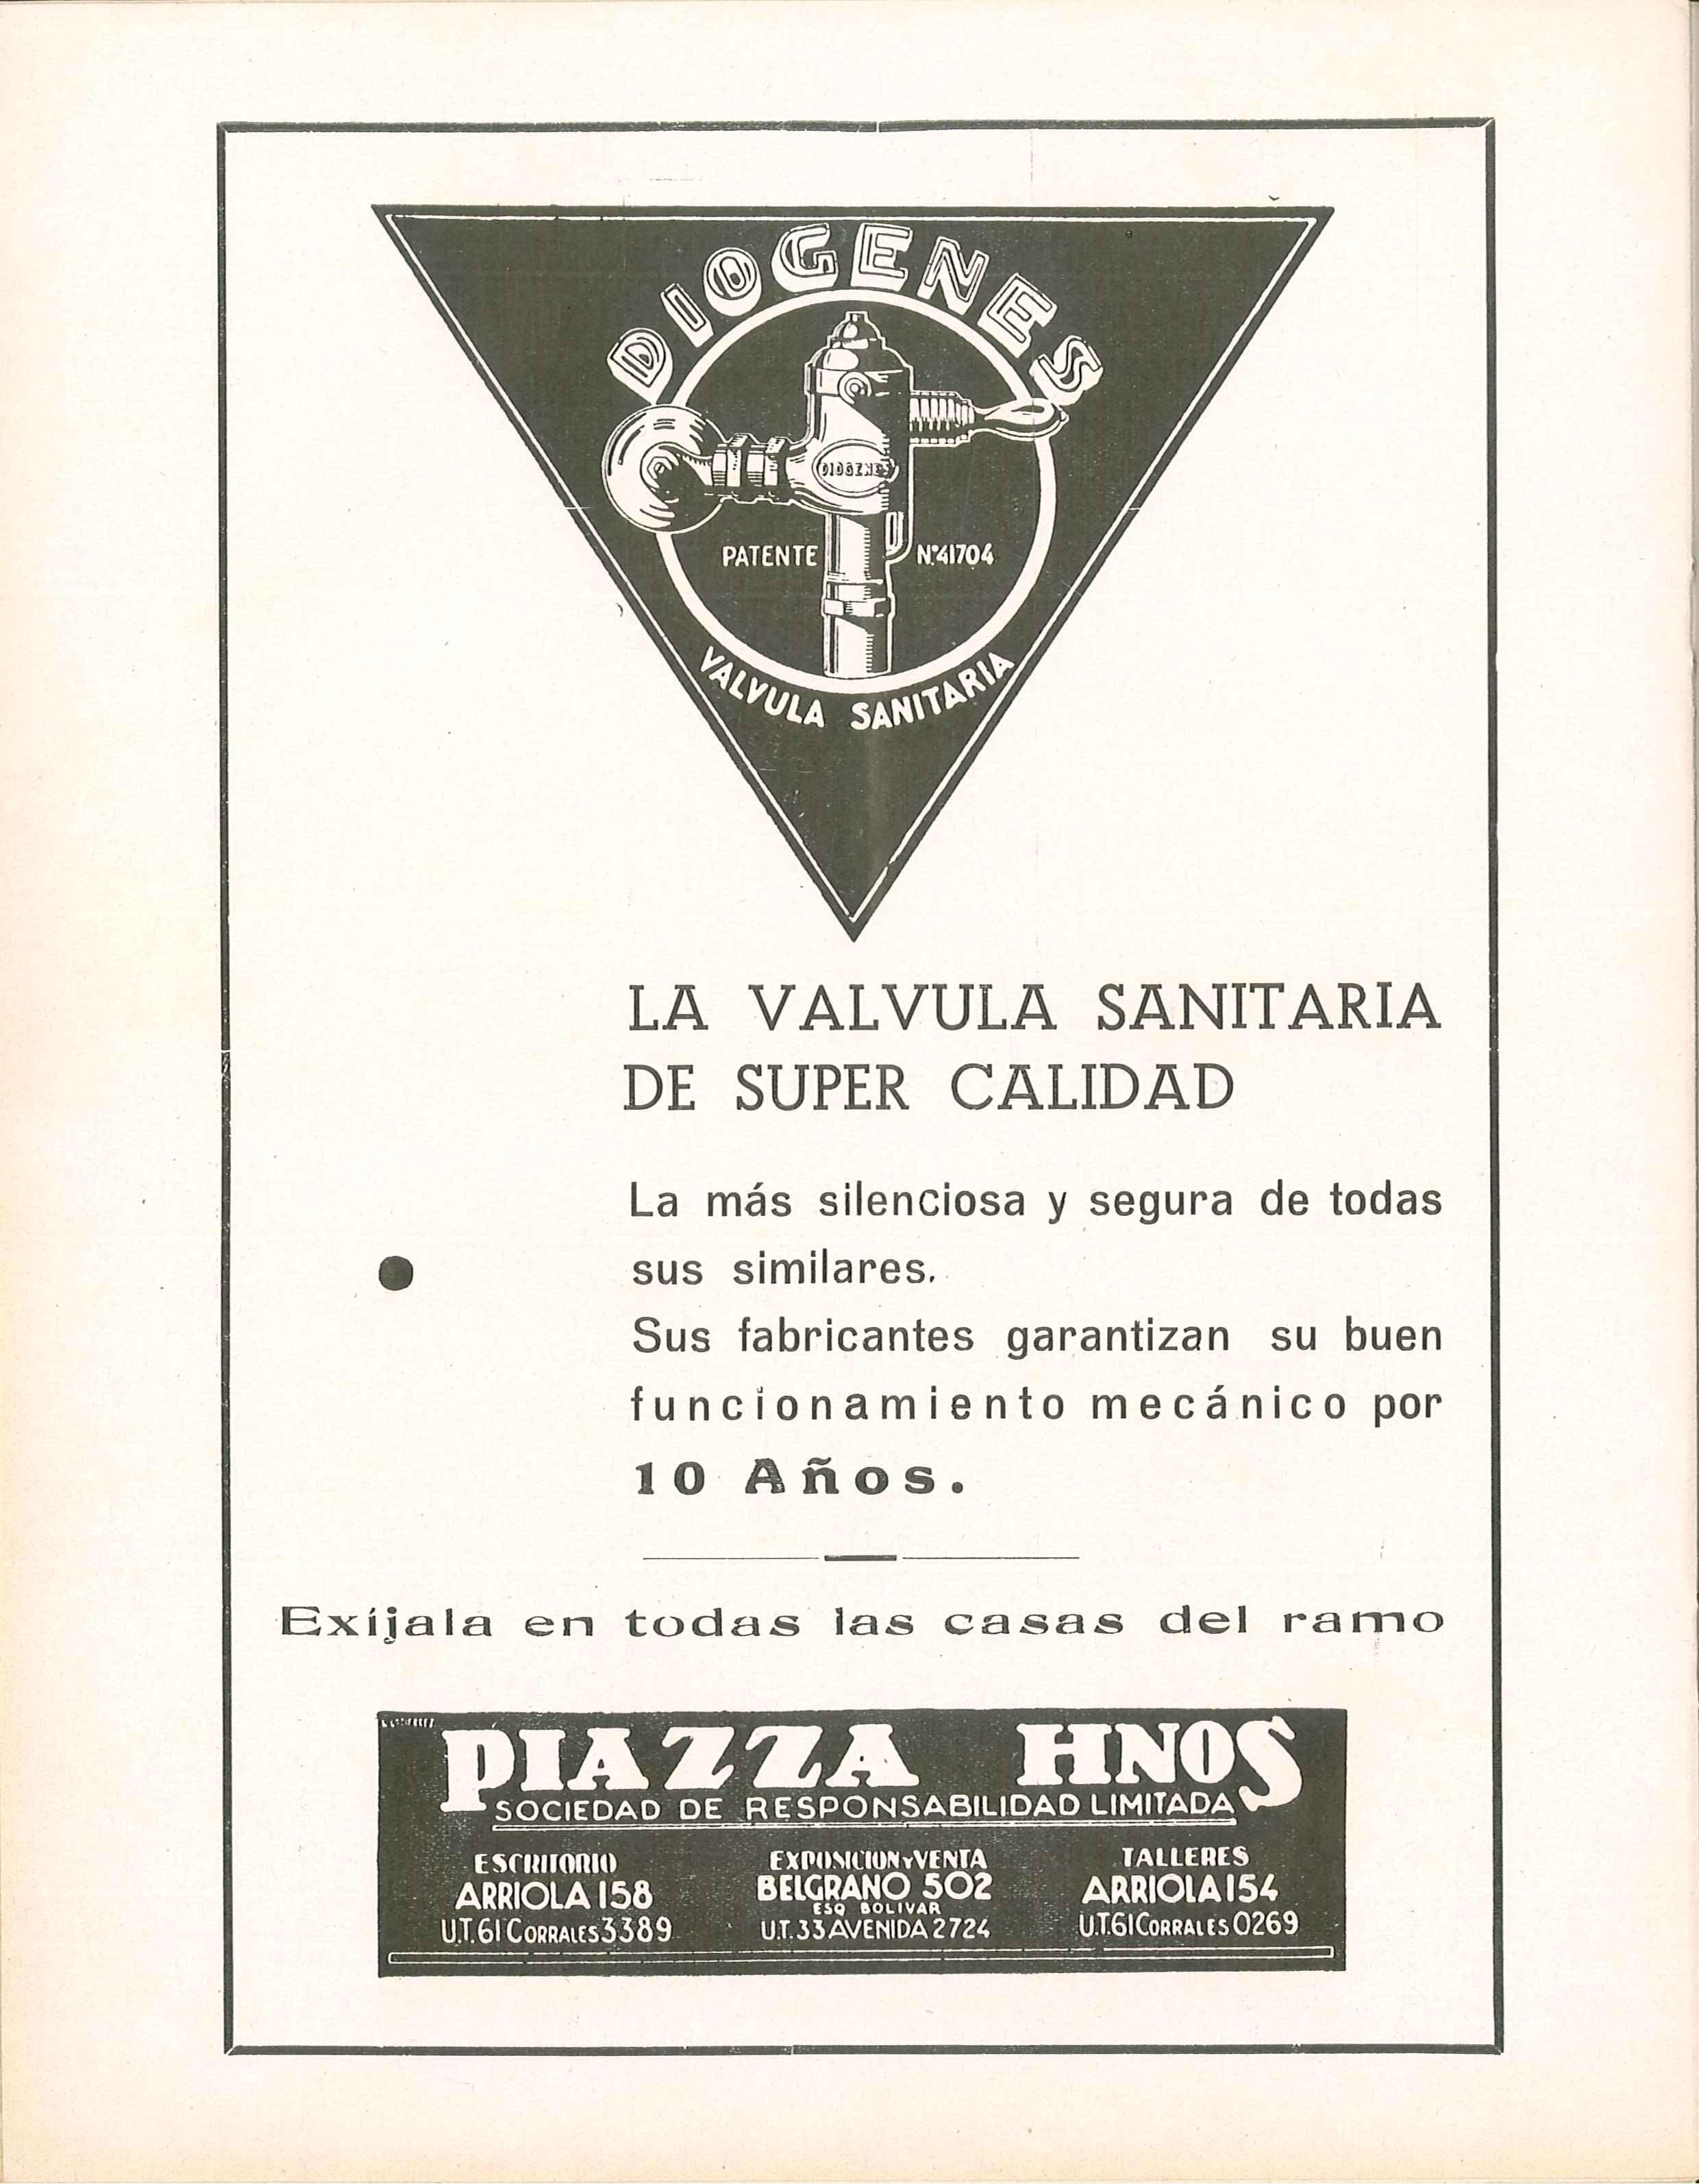 DIOGENES
DIOGENES
PATENTE N.º 41704
VALVULA SANITARIA
LA VALVULA SANITARIA
DE SUPER CALIDAD
La más silenciosa y segura de todas
sus similares.
Sus fabricantes garantizan su buen
funcionamiento mecánico por
10 Años.
Exíjala en todas las casas del ramo
PIAZZA HNOS
SOCIEDAD DE RESPONSABILIDAD LIMITADA
ESCRITORIO
ARRIOLA 158
U.T. 61 CORRALES 3389
EXPOSICION Y VENTA
BELGRANO 502
ESQ BOLIVAR
U.T. 33 AVENIDA 2724
TALLERES
ARRIOLA 154
U.T. 61 CORRALES 0269